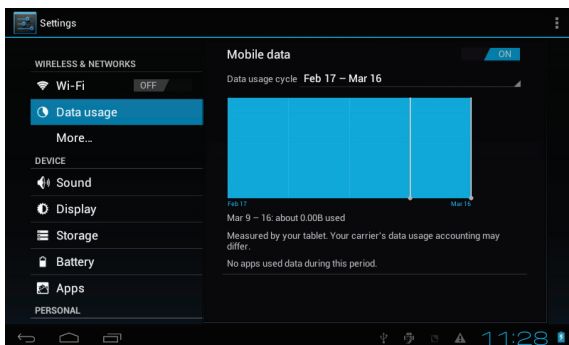 Settings
WIRELESS & NETWORKS
Wi-Fi OFF
Data usage
More...
DEVICE
Sound
Display
Storage
Battery
Apps
PERSONAL
Mobile data ON
Data usage cycle Feb 17 – Mar 16
Feb 17 Mar 16
Mar 9 – 16: about 0.00B used
Measured by your tablet. Your carrier's data usage accounting may
differ.
No apps used data during this period.
11:28